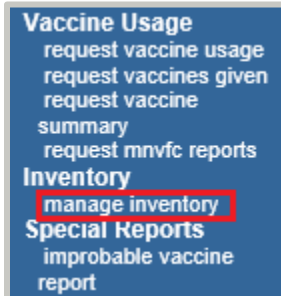 Vaccine Usage
request vaccine usage
request vaccines given
request vaccine
summary
request mnvfc reports
Inventory
manage inventory
Special Reports
improbable vaccine
report